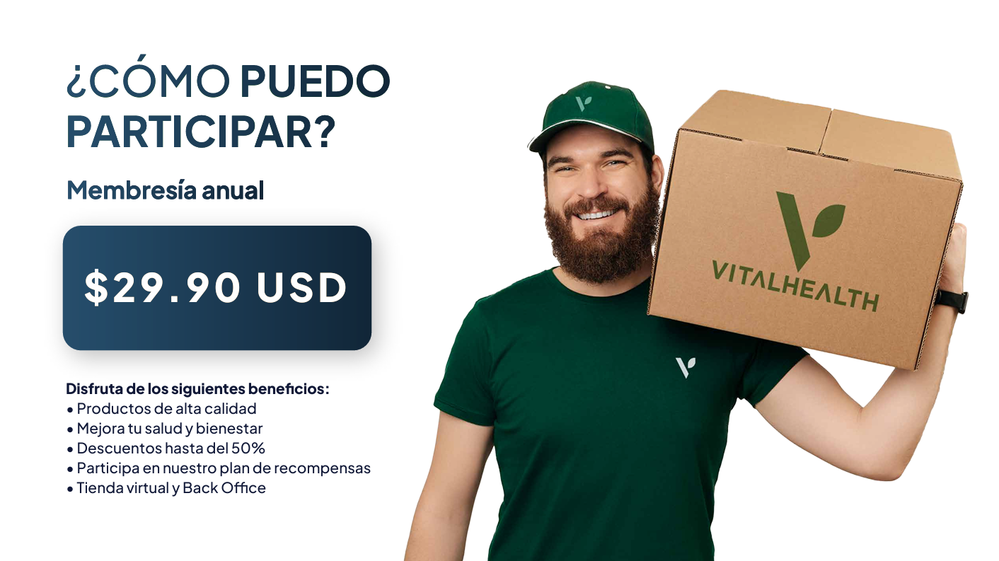 ¿CÓMO PUEDO
PARTICIPAR?
Membresía anual
$29.90 USD
Disfruta de los siguientes beneficios:
• Productos de alta calidad
• Mejora tu salud y bienestar
• Descuentos hasta del 50%
• Participa en nuestro plan de recompensas
• Tienda virtual y Back Office
VITALHEALTH